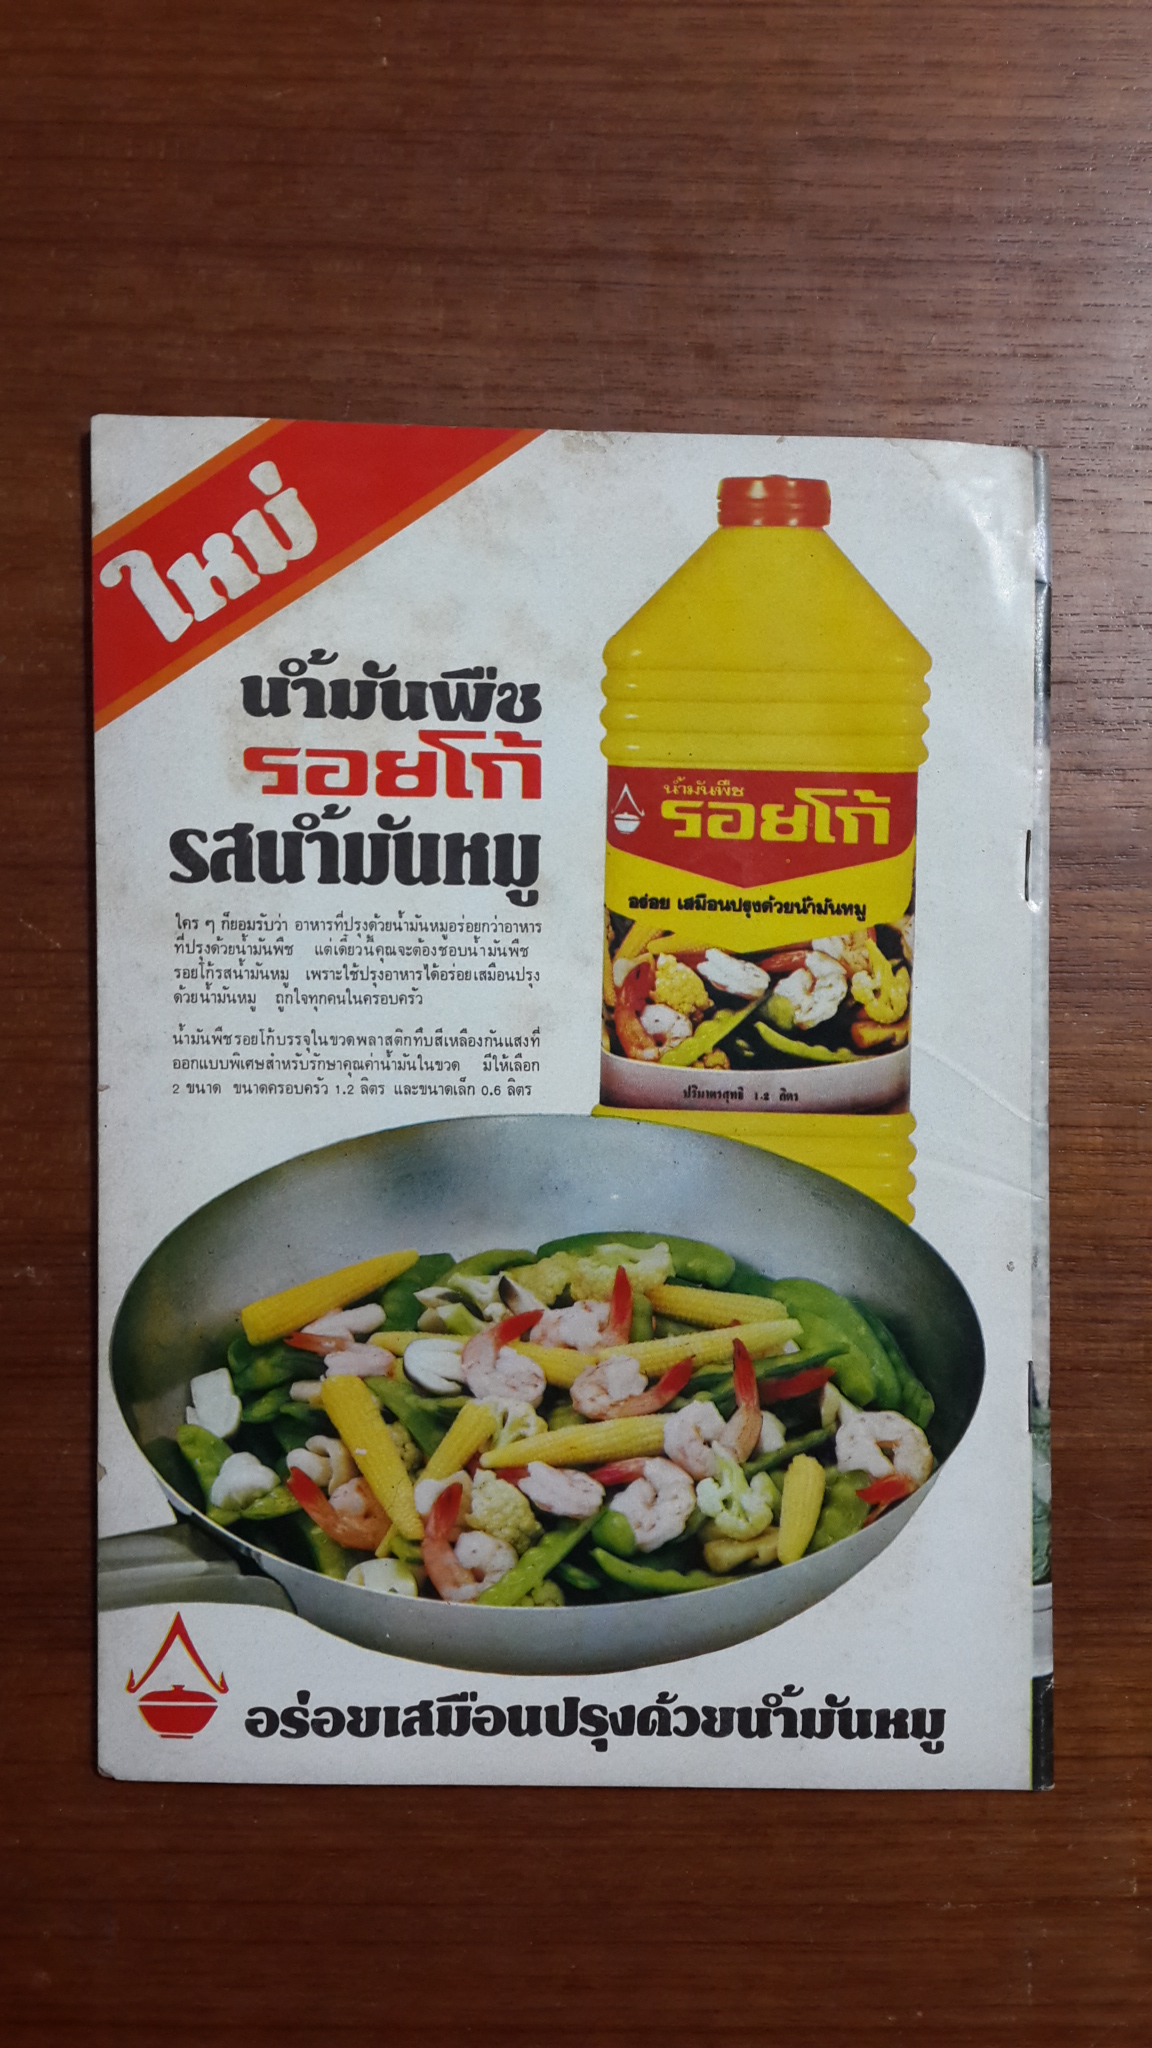 ใหม่
น้ำมันพืช
รอยโก้
รสน้ำมันหมู
ใคร ๆ ก็ยอมรับว่า อาหารที่ปรุงด้วยน้ำมันหมูอร่อยกว่าอาหาร
ที่ปรุงด้วยน้ำมันพืช แต่เดี๋ยวนี้คุณจะต้องชอบน้ำมันพืช
รอยโก้รสน้ำมันหมู เพราะใช้ปรุงอาหารได้อร่อยเสมือนปรุง
ด้วยน้ำมันหมู ถูกใจทุกคนในครอบครัว
น้ำมันพืชรอยโก้บรรจุในขวดพลาสติกทึบสีเหลืองกันแสงที่
ออกแบบพิเศษสำหรับรักษาคุณค่าน้ำมันในขวด มีให้เลือก
2 ขนาด ขนาดครอบครัว 1.2 ลิตร และขนาดเล็ก 0.6 ลิตร
น้ำมันพืช
รอยโก้
อร่อย เสมือนปรุงด้วยน้ำมันหมู
ปริมาตรสุทธิ 1.2 ลิตร
อร่อยเสมือนปรุงด้วยน้ำมันหมู